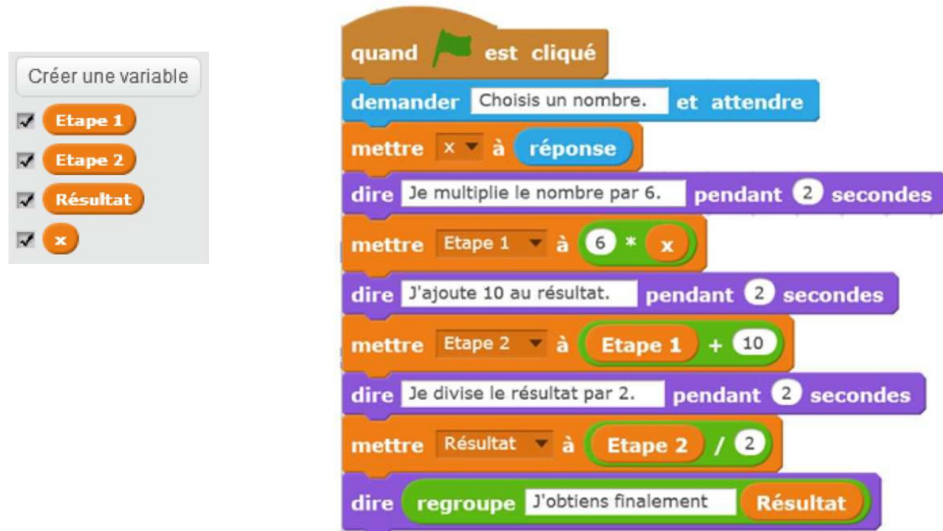 Créer une variable
Etape 1
Etape 2
Résultat
x
quand est cliqué
demander Choisis un nombre. et attendre
mettre x à réponse
dire Je multiplie le nombre par 6. pendant 2 secondes
mettre Etape 1 à 6 * x
dire J'ajoute 10 au résultat. pendant 2 secondes
mettre Etape 2 à Etape 1 + 10
dire Je divise le résultat par 2. pendant 2 secondes
mettre Résultat à Etape 2 / 2
dire regroupe J'obtiens finalement Résultat